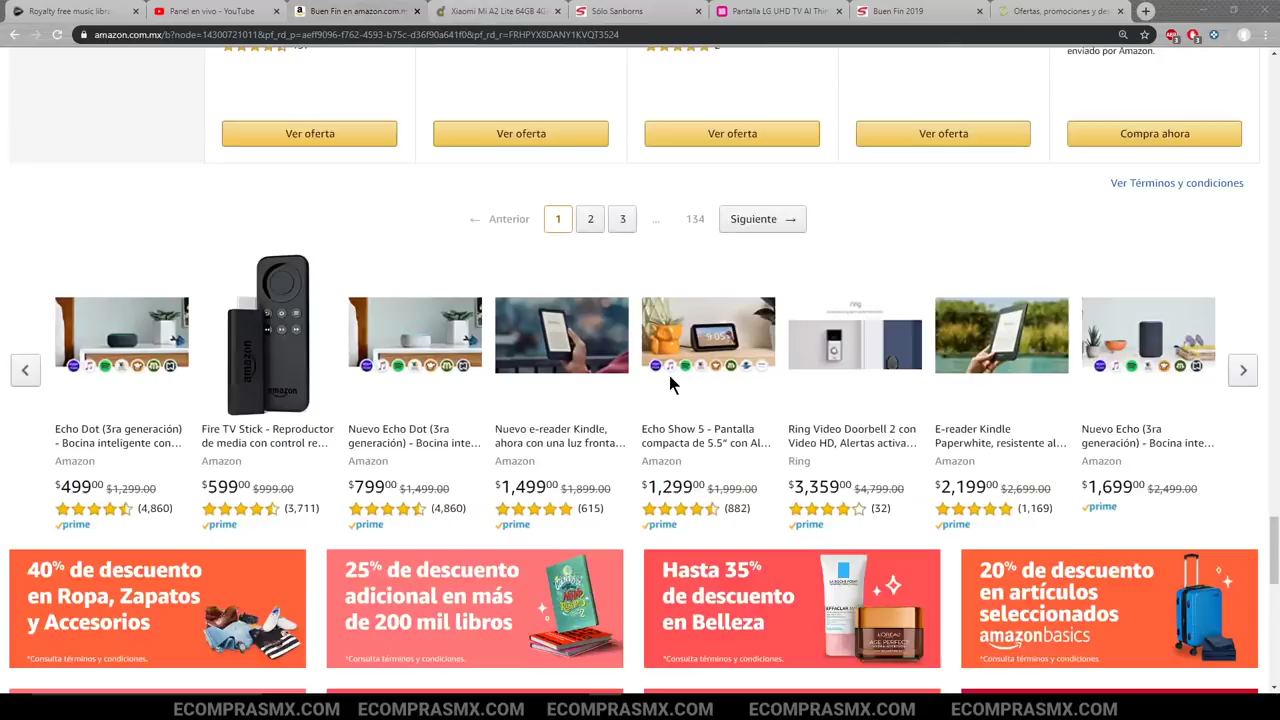 Royalty free music libra
Panel en vivo - YouTube
Buen Fin en amazon.com.m
Xiaomi Mi A2 Lite 64GB 4G
Sólo Sanborns
Pantalla LG UHD TV AI Thin
Buen Fin 2019
Ofertas, promociones y des
amazon.com.mx/b?node=14300721011&pf_rd_p=aeff9096-f762-4593-b75c-d36f90a641f0&pf_rd_r=FRHPYX8DANY1KVQT3524
enviado por Amazon.
Ver oferta
Ver oferta
Ver oferta
Ver oferta
Compra ahora
Ver Términos y condiciones
← Anterior 1 2 3 ... 134 Siguiente →
Echo Dot (3ra generación)
- Bocina inteligente con...
Amazon
$49900 $1,299.00
(4,860)
prime
Fire TV Stick - Reproductor
de media con control re...
Amazon
$59900 $999.00
(3,711)
prime
Nuevo Echo Dot (3ra
generación) - Bocina inte...
Amazon
$79900 $1,499.00
(4,860)
prime
Nuevo e-reader Kindle,
ahora con una luz fronta...
Amazon
$1,49900 $1,899.00
(615)
prime
Echo Show 5 - Pantalla
compacta de 5.5“ con Al...
Amazon
$1,29900 $1,999.00
(882)
prime
ring
Ring Video Doorbell 2 con
Video HD, Alertas activa...
Ring
$3,35900 $4,799.00
(32)
prime
E-reader Kindle
Paperwhite, resistente al...
Amazon
$2,19900 $2,699.00
(1,169)
prime
Nuevo Echo (3ra
generación) - Bocina inte...
Amazon
$1,69900 $2,499.00
prime
40% de descuento
en Ropa, Zapatos
y Accesorios
*Consulta términos y condiciones.
25% de descuento
adicional en más
de 200 mil libros
*Consulta términos y condiciones.
Hasta 35%
de descuento
en Belleza
LA ROCHE-POSAY
EFFACLAR
L'ORÉAL
AGE PERFECT
20% de descuento
en artículos
seleccionados
amazonbasics
*Consulta términos y condiciones.
ECOMPRASMX.COM ECOMPRASMX.COM ECOMPRASMX.COM ECOMPRASMX.COM ECOMPRASMX.COM